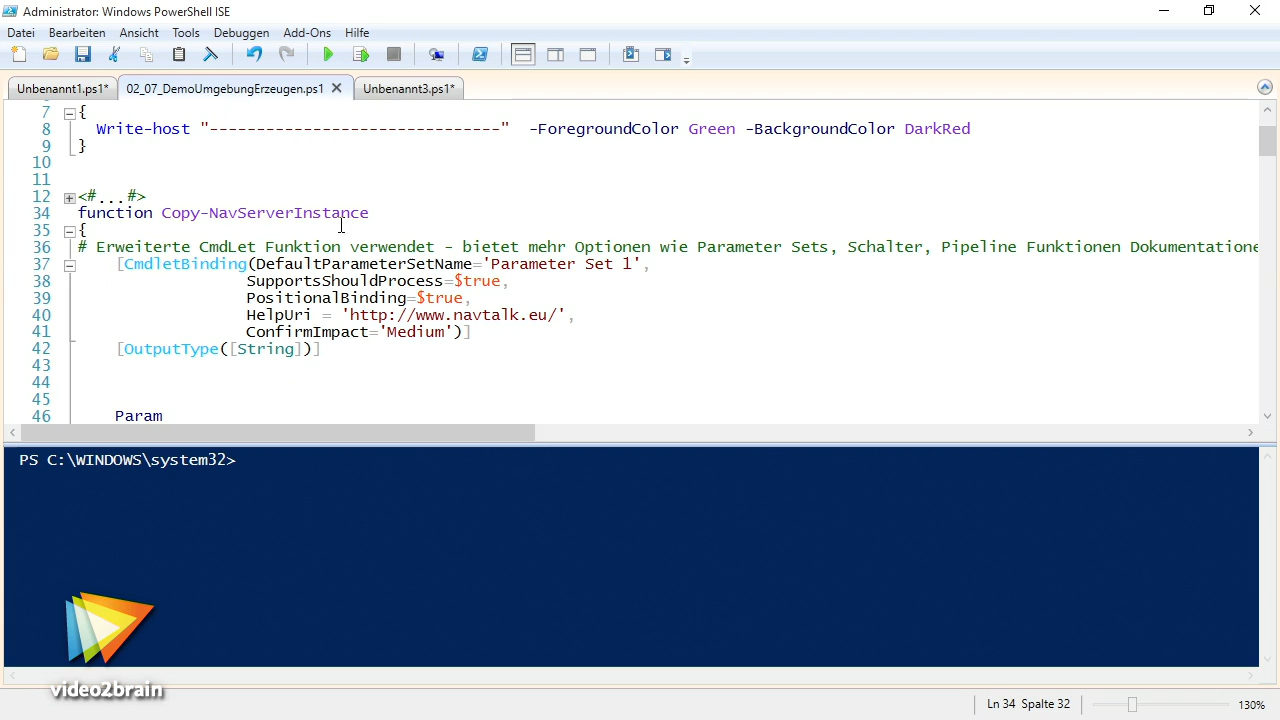 Administrator: Windows PowerShell ISE
Datei Bearbeiten Ansicht Tools Debuggen Add-Ons Hilfe
Unbenannt1.ps1* 02_07_DemoUmgebungErzeugen.ps1 Unbenannt3.ps1*
7 {
8 Write-host "-------------------------------" -ForegroundColor Green -BackgroundColor DarkRed
9 }
10
11
12 <#...#>
34 function Copy-NavServerInstance
35 {
36 # Erweiterte CmdLet Funktion verwendet - bietet mehr Optionen wie Parameter Sets, Schalter, Pipeline Funktionen Dokumentatione
37 [CmdletBinding(DefaultParameterSetName='Parameter Set 1',
38 SupportsShouldProcess=$true,
39 PositionalBinding=$true,
40 HelpUri = 'http://www.navtalk.eu/',
41 ConfirmImpact='Medium')]
42 [OutputType([String])]
43
44
45
46 Param
PS C:\WINDOWS\system32>
video2brain
Ln 34 Spalte 32 130%